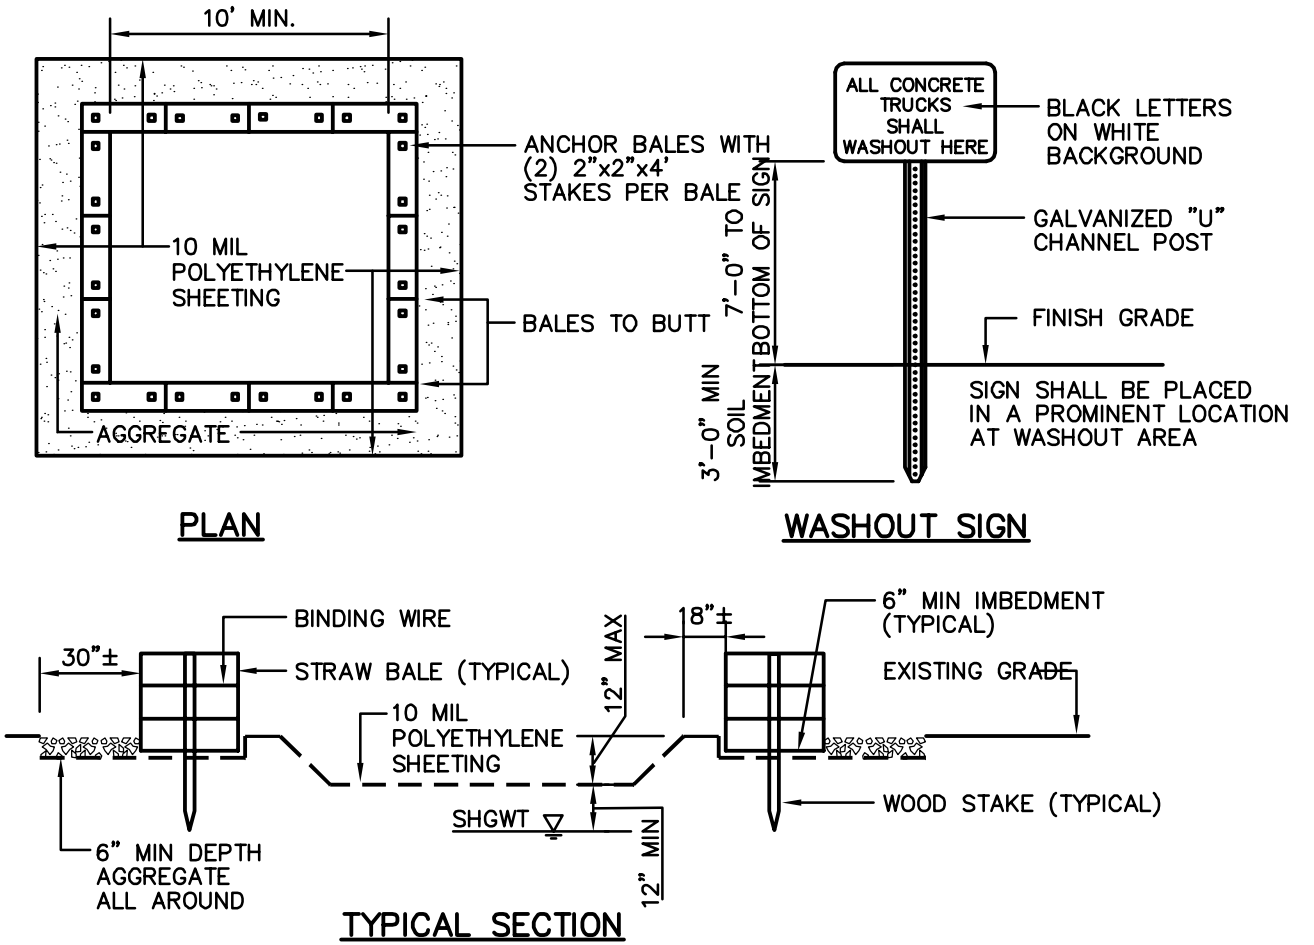 10' MIN.
ANCHOR BALES WITH
(2) 2"x2"x4'
STAKES PER BALE
10 MIL
POLYETHYLENE
SHEETING
BALES TO BUTT
AGGREGATE
PLAN
ALL CONCRETE
TRUCKS
SHALL
WASHOUT HERE
BLACK LETTERS
ON WHITE
BACKGROUND
7'-0" TO
BOTTOM OF SIGN
GALVANIZED "U"
CHANNEL POST
FINISH GRADE
3'-0" MIN
SOIL
IMBEDMENT
SIGN SHALL BE PLACED
IN A PROMINENT LOCATION
AT WASHOUT AREA
WASHOUT SIGN
BINDING WIRE
30"±
STRAW BALE (TYPICAL)
10 MIL
POLYETHYLENE
SHEETING
12" MAX
18"±
6" MIN IMBEDMENT
(TYPICAL)
EXISTING GRADE
SHGWT
12" MIN
WOOD STAKE (TYPICAL)
6" MIN DEPTH
AGGREGATE
ALL AROUND
TYPICAL SECTION